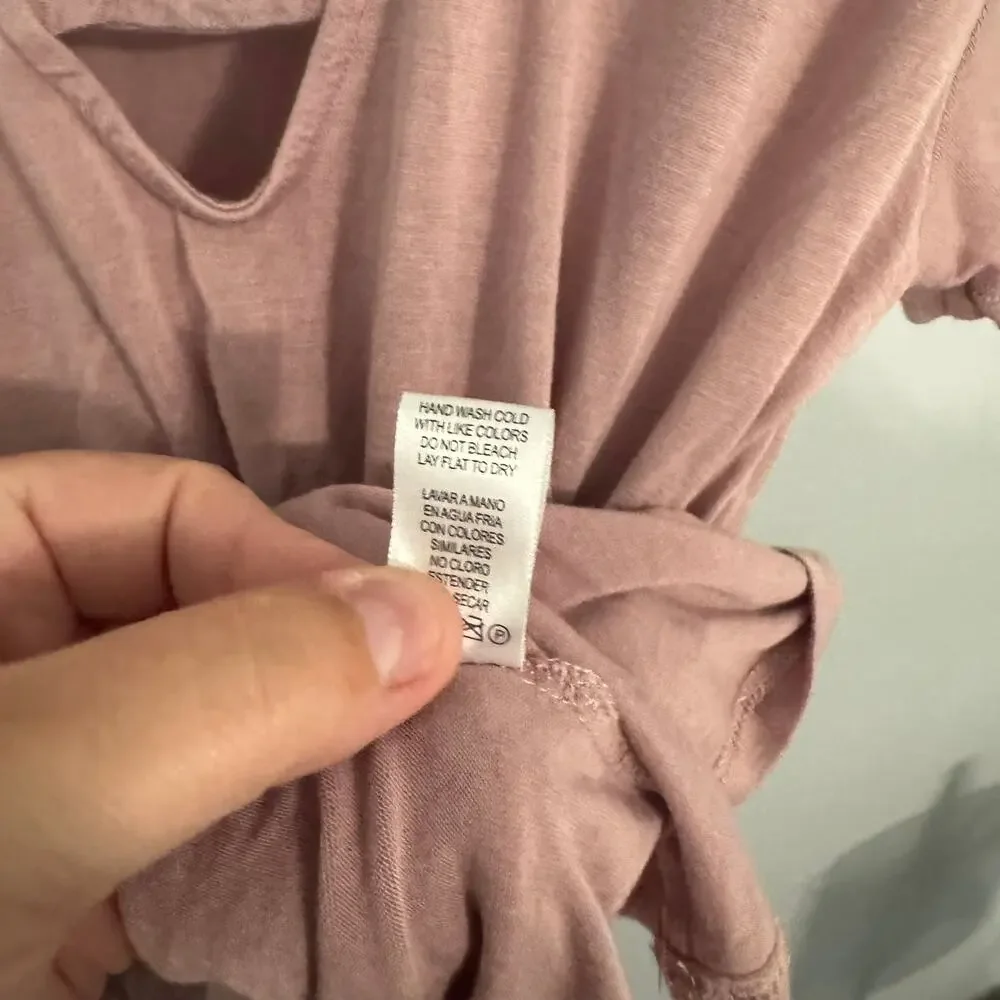 HAND WASH COLD
WITH LIKE COLORS
DO NOT BLEACH
LAY FLAT TO DRY
LAVAR A MANO
EN AGUA FRIA
CON COLORES
SIMILARES
NO CLORO
ESTENDER
SECAR
P